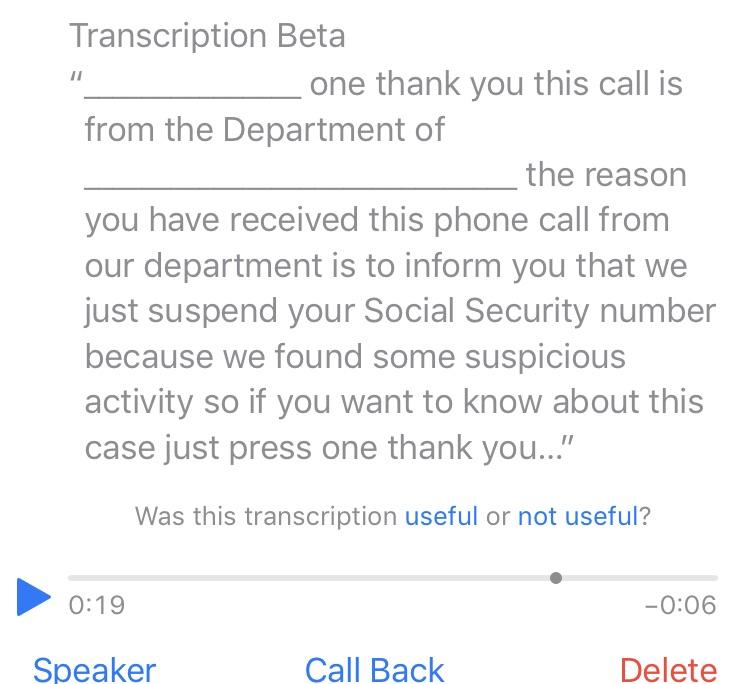 Transcription Beta
“_______________ one thank you this call is
from the Department of
______________________________ the reason
you have received this phone call from
our department is to inform you that we
just suspend your Social Security number
because we found some suspicious
activity so if you want to know about this
case just press one thank you...”
Was this transcription useful or not useful?
0:19 −0:06
Speaker Call Back Delete